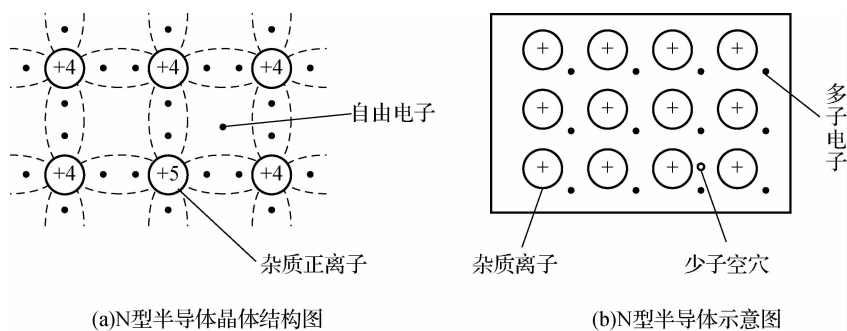 +4 +4 +4
自由电子
+4 +5 +4
杂质正离子
(a)N型半导体晶体结构图
+ + + +
多子电子
+ + + +
+ + + +
杂质离子
少子空穴
(b)N型半导体示意图